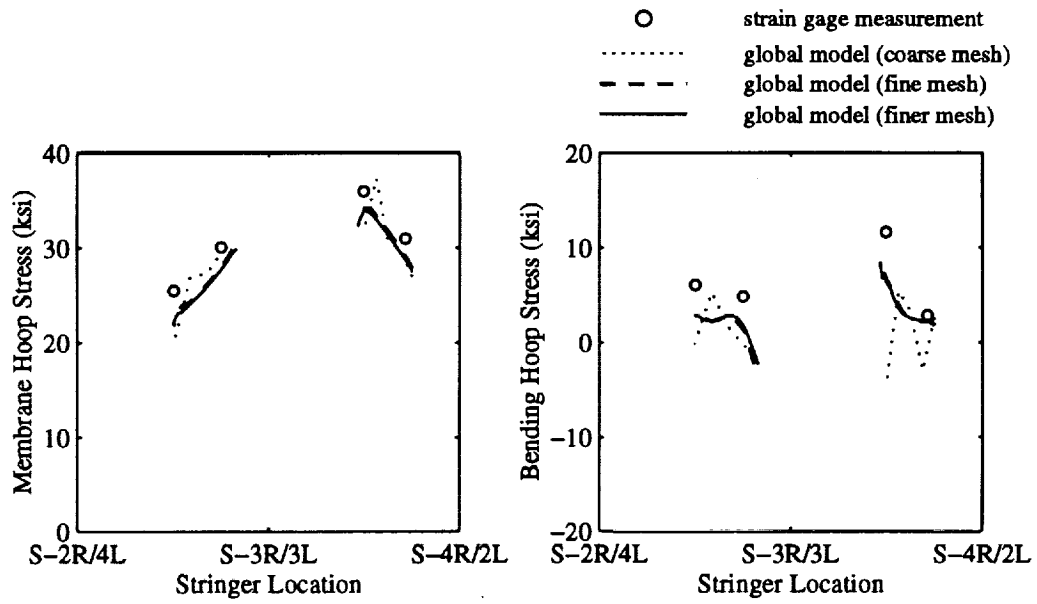 strain gage measurement
global model (coarse mesh)
global model (fine mesh)
global model (finer mesh)
Membrane Hoop Stress (ksi)
40
30
20
10
0
S-2R/4L
S-3R/3L
S-4R/2L
Stringer Location
Bending Hoop Stress (ksi)
20
10
0
-10
-20
S-2R/4L
S-3R/3L
S-4R/2L
Stringer Location